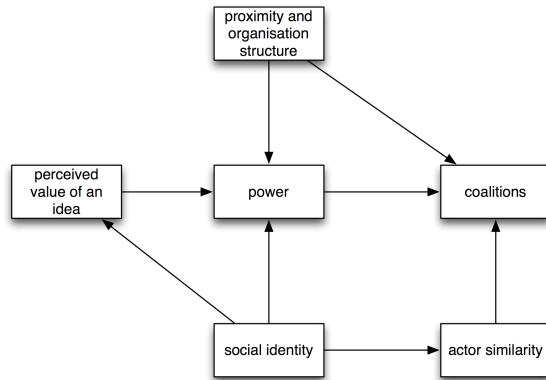 proximity and
organisation
structure
perceived
value of an
idea
power
coalitions
social identity
actor similarity